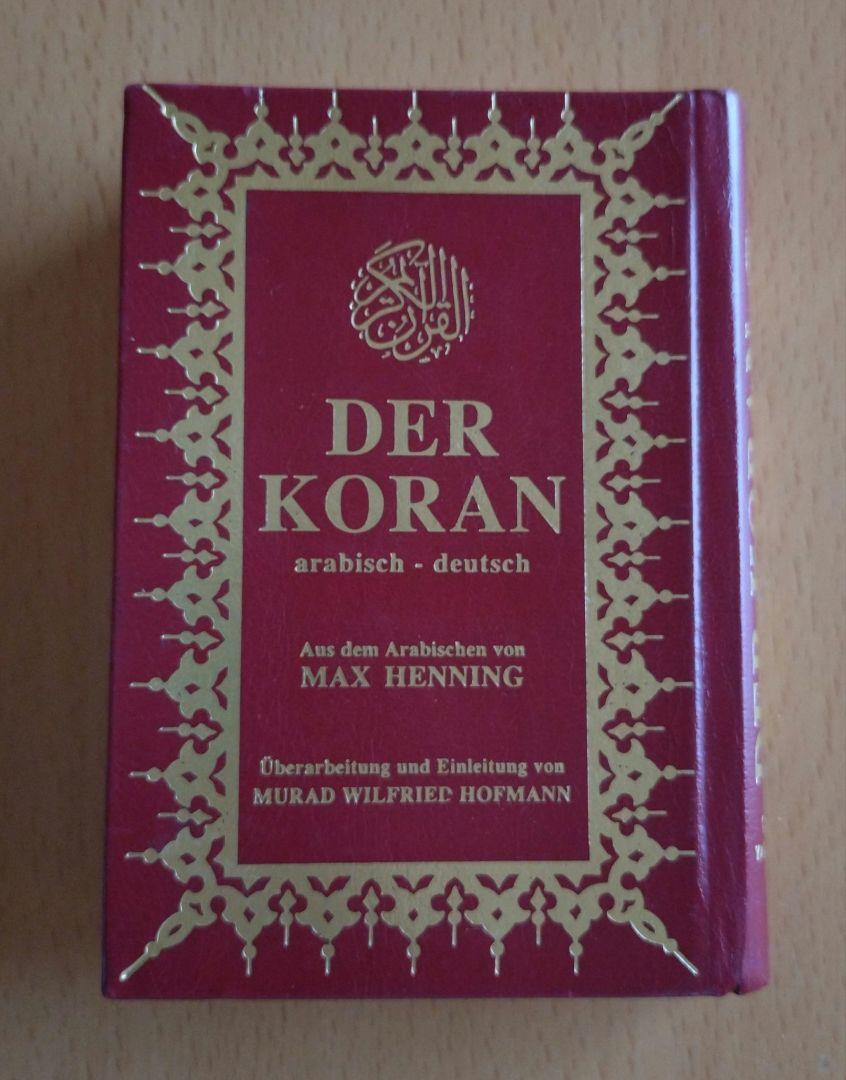 القرآن الكريم
DER
KORAN
arabisch - deutsch
Aus dem Arabischen von
MAX HENNING
Überarbeitung und Einleitung von
MURAD WILFRIED HOFMANN